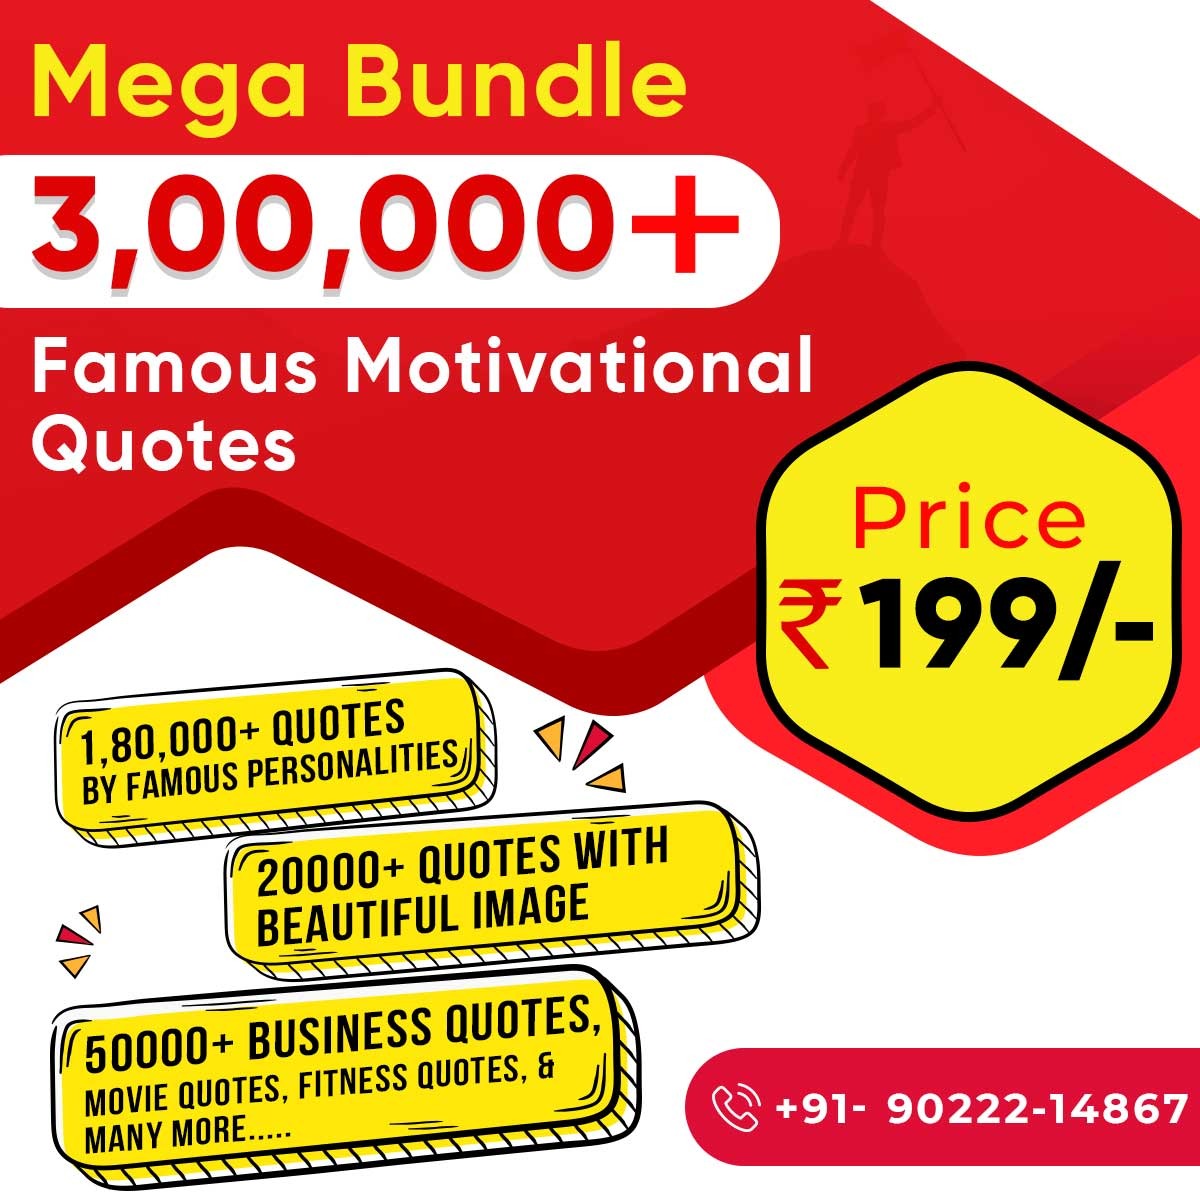 Mega Bundle
3,00,000+
Famous Motivational
Quotes
Price
₹199/-
1,80,000+ QUOTES
BY FAMOUS PERSONALITIES
20000+ QUOTES WITH
BEAUTIFUL IMAGE
50000+ BUSINESS QUOTES,
MOVIE QUOTES, FITNESS QUOTES, &
MANY MORE.....
+91- 90222-14867